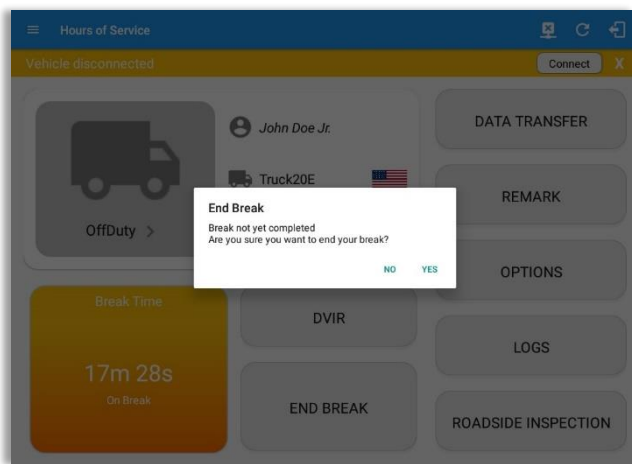 Hours of Service
Vehicle disconnected
Connect
X
John Doe Jr.
Truck20E
OffDuty >
DATA TRANSFER
REMARK
End Break
Break not yet completed
Are you sure you want to end your break?
NO YES
OPTIONS
Break Time
17m 28s
On Break
DVIR
LOGS
END BREAK
ROADSIDE INSPECTION